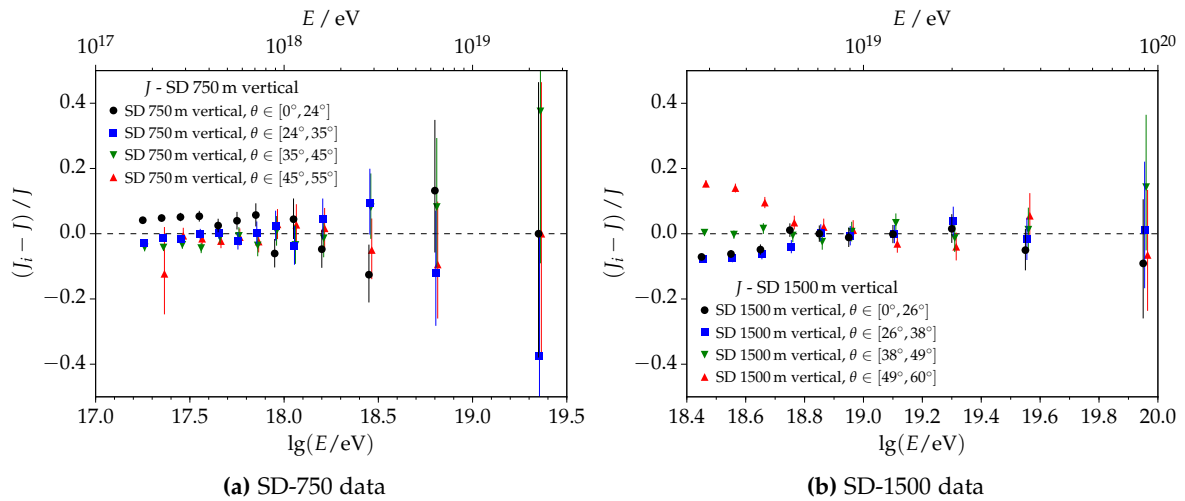 E / eV
10^17 10^18 10^19
(J_i − J) / J
0.4
0.2
0.0
−0.2
−0.4
J - SD 750 m vertical
SD 750 m vertical, θ ∈ [0°, 24°]
SD 750 m vertical, θ ∈ [24°, 35°]
SD 750 m vertical, θ ∈ [35°, 45°]
SD 750 m vertical, θ ∈ [45°, 55°]
17.0 17.5 18.0 18.5 19.0 19.5
lg(E/eV)
(a) SD-750 data
E / eV
10^19 10^20
(J_i − J) / J
0.4
0.2
0.0
−0.2
−0.4
J - SD 1500 m vertical
SD 1500 m vertical, θ ∈ [0°, 26°]
SD 1500 m vertical, θ ∈ [26°, 38°]
SD 1500 m vertical, θ ∈ [38°, 49°]
SD 1500 m vertical, θ ∈ [49°, 60°]
18.4 18.6 18.8 19.0 19.2 19.4 19.6 19.8 20.0
lg(E/eV)
(b) SD-1500 data